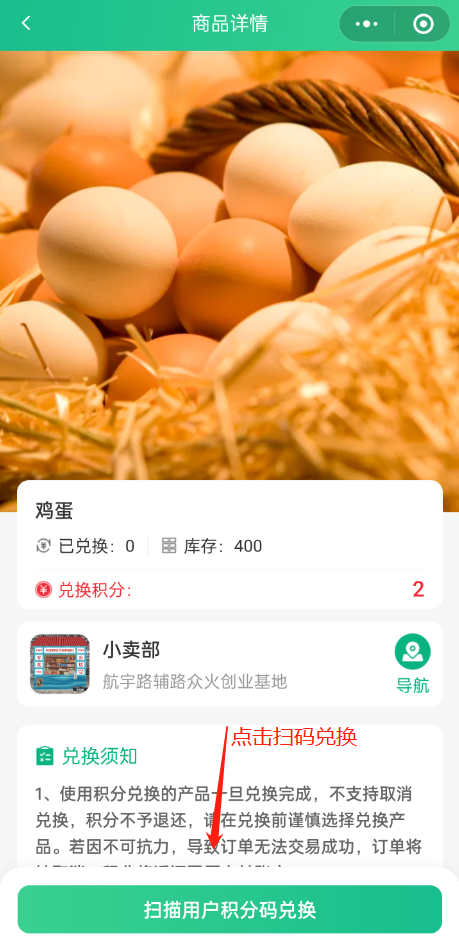 商品详情
鸡蛋
已兑换：0 库存：400
兑换积分：
2
小卖部
航宇路辅路众火创业基地
导航
点击扫码兑换
兑换须知
1、使用积分兑换的产品一旦兑换完成，不支持取消
兑换，积分不予退还，请在兑换前谨慎选择兑换产
品。若因不可抗力，导致订单无法交易成功，订单将
扫描用户积分码兑换